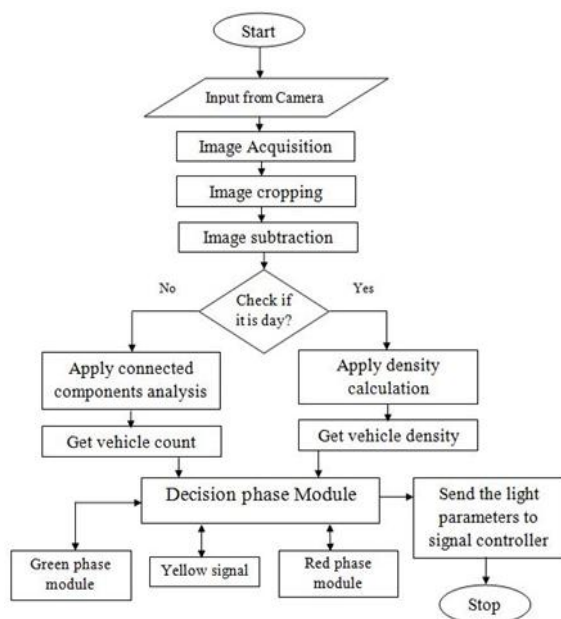 Start
Input from Camera
Image Acquisition
Image cropping
Image subtraction
No
Yes
Check if
it is day?
Apply connected
components analysis
Apply density
calculation
Get vehicle count
Get vehicle density
Decision phase Module
Send the light
parameters to
signal controller
Green phase
module
Yellow signal
Red phase
module
Stop